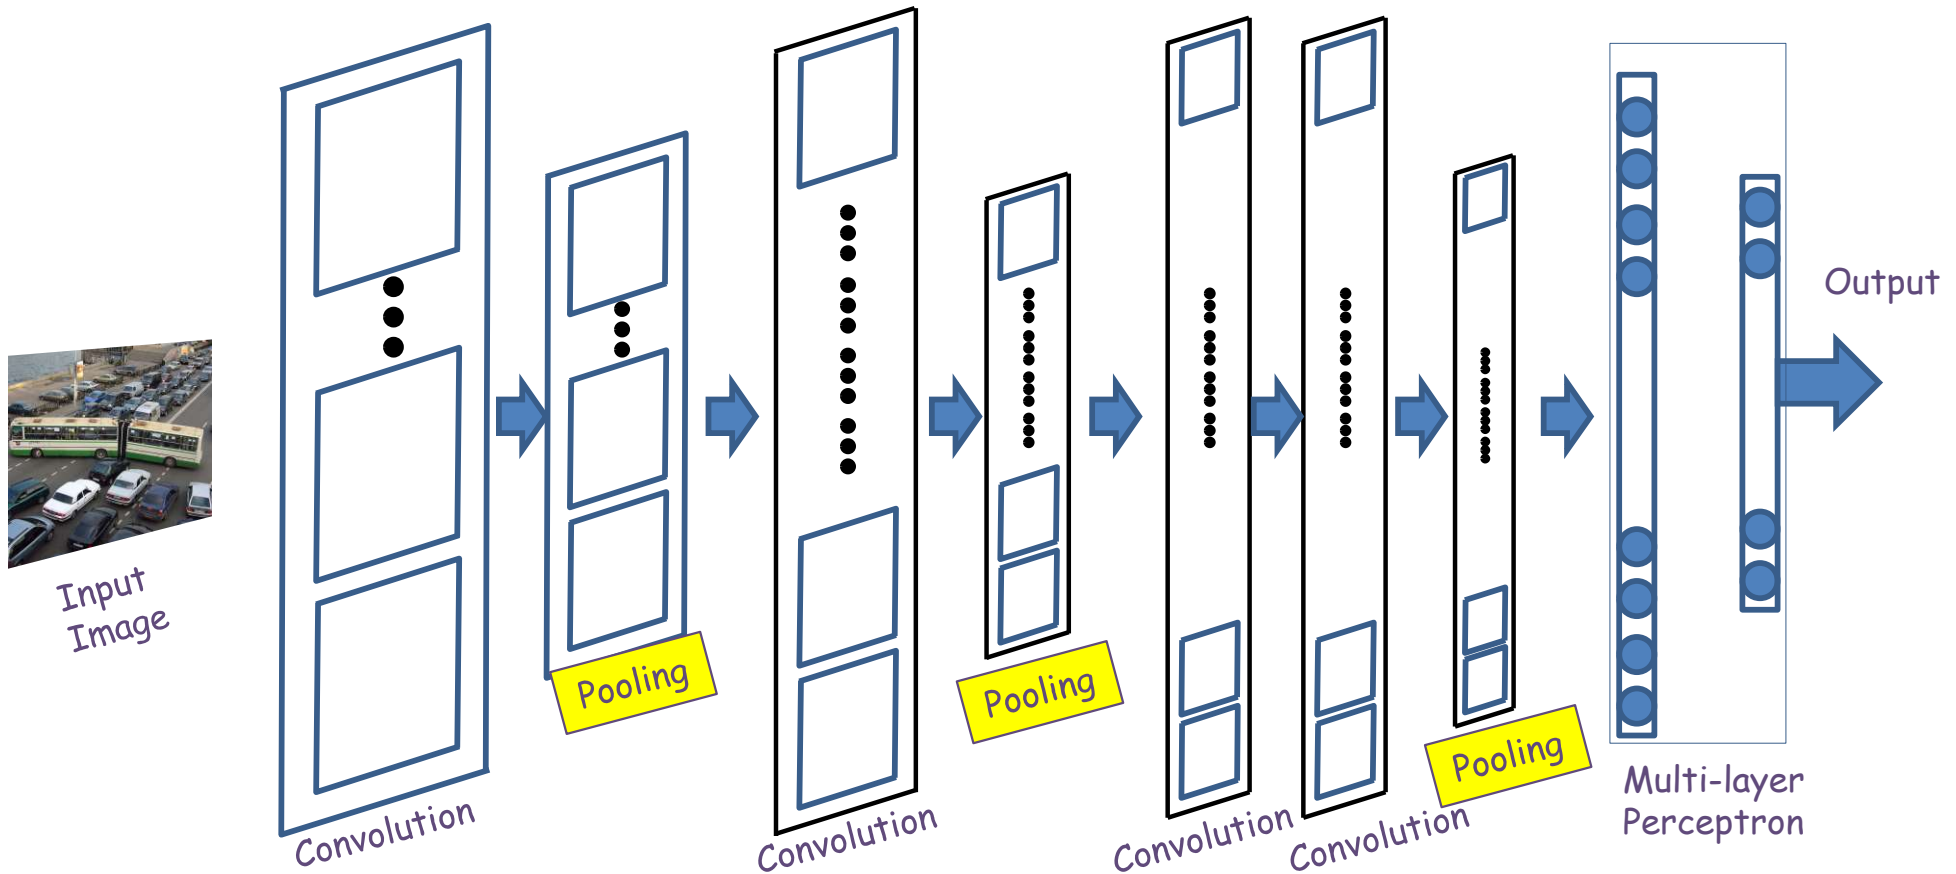 Input
Image
Convolution
Pooling
Convolution
Pooling
Convolution
Convolution
Pooling
Multi-layer
Perceptron
Output